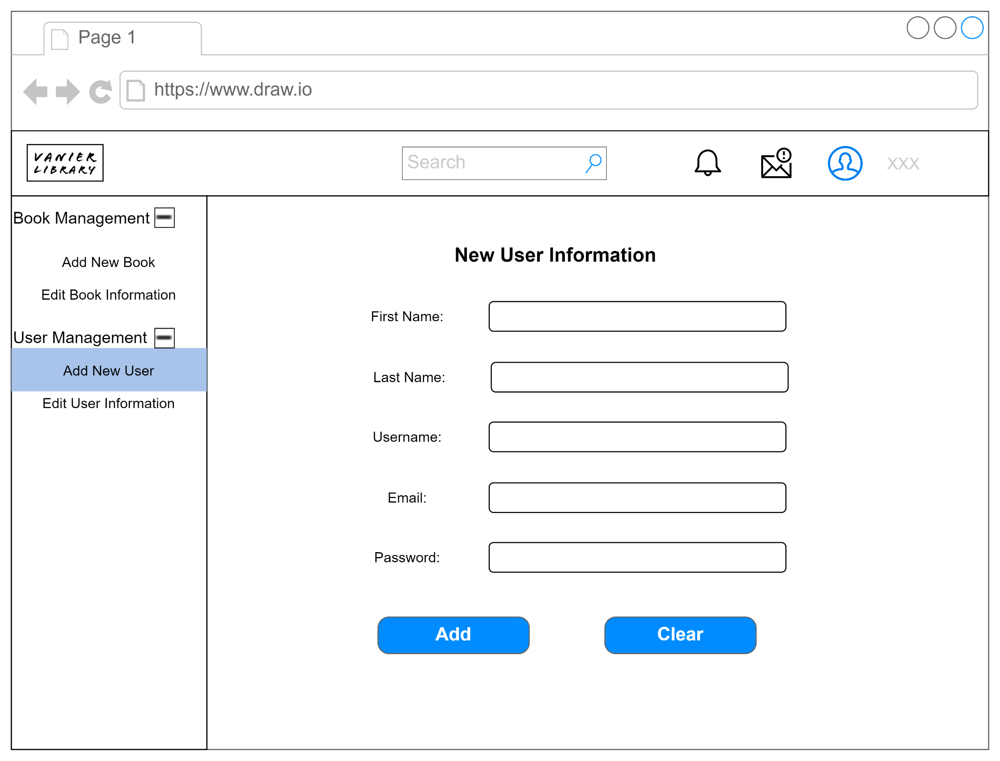 Page 1
https://www.draw.io
VANIER
LIBRARY
Search
XXX
Book Management
Add New Book
Edit Book Information
User Management
Add New User
Edit User Information
New User Information
First Name:
Last Name:
Username:
Email:
Password:
Add
Clear